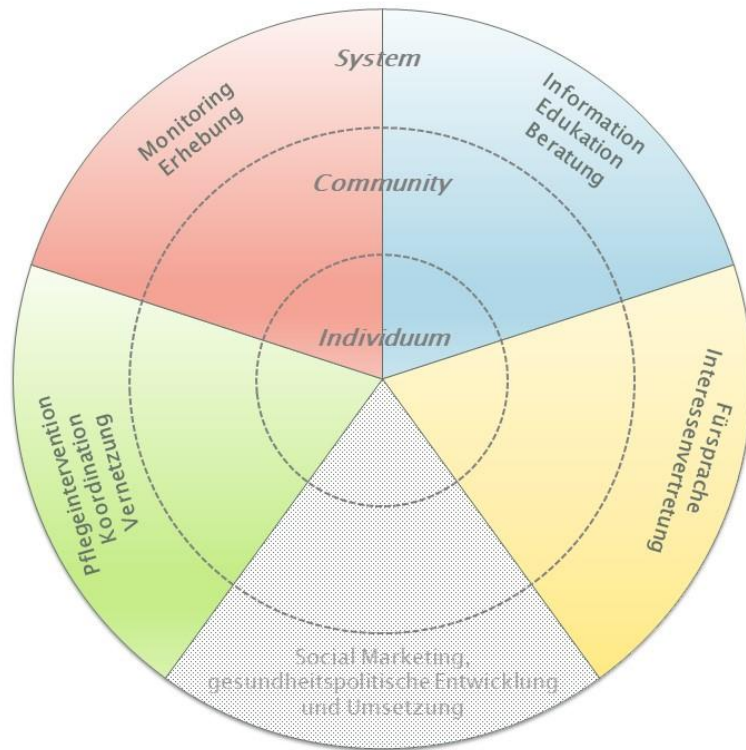 System
Monitoring
Erhebung
Information
Edukation
Beratung
Community
Individuum
Pflegeintervention
Koordination
Vernetzung
Fürsprache
Interessenvertretung
Social Marketing,
gesundheitspolitische Entwicklung
und Umsetzung